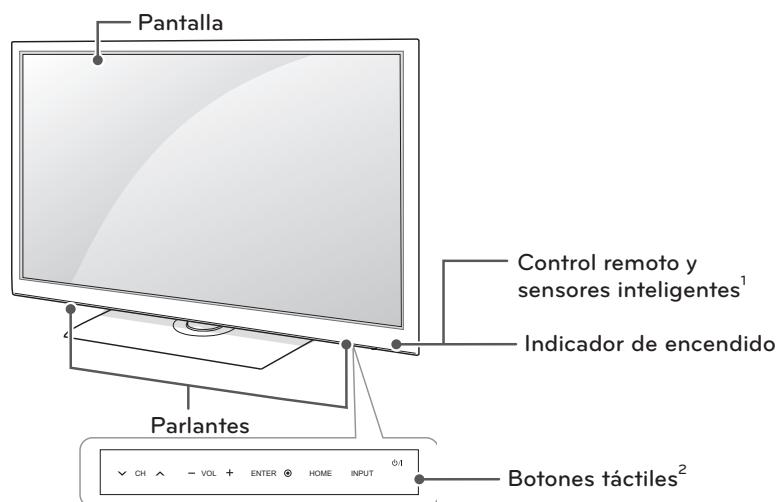 Pantalla
Control remoto y
sensores inteligentes1
Indicador de encendido
Parlantes
CH - VOL + ENTER HOME INPUT /I
Botones táctiles2